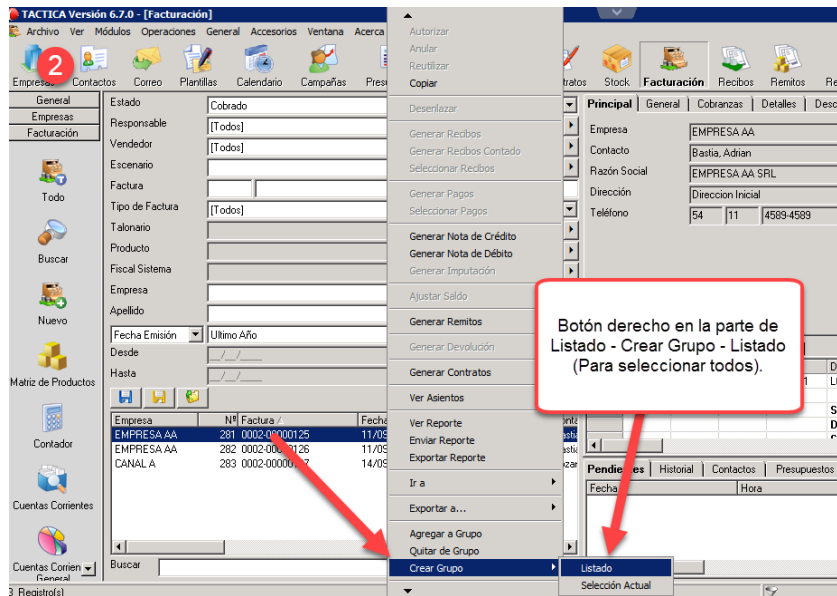 TACTICA Versión 6.7.0 - [Facturación]
Archivo Ver Módulos Operaciones General Accesorios Ventana Acerca
2
Empresas Contactos Correo Plantillas Calendario Campañas Stock Facturación Recibos Remitos
General
Empresas
Facturación
Todo
Buscar
Nuevo
Matriz de Productos
Contador
Cuentas Corrientes
Cuentas Corrien
General
Estado Cobrado
Responsable [Todos]
Vendedor [Todos]
Escenario
Factura
Tipo de Factura [Todos]
Talonario
Producto
Fiscal Sistema
Empresa
Apellido
Fecha Emisión Ultimo Año
Desde _/_/_
Hasta _/_/_
Empresa Nº Factura Fecha
EMPRESA AA 281 0002-00000125 11/09
EMPRESA AA 282 0002-00000126 11/09
CANAL A 283 14/09
Buscar
3 Registro(s)
Autorizar
Anular
Reutilizar
Copiar
Desenlazar
Generar Recibos
Generar Recibos Contado
Seleccionar Recibos
Generar Pagos
Seleccionar Pagos
Generar Nota de Crédito
Generar Nota de Débito
Generar Imputación
Ajustar Saldo
Generar Remitos
Generar Devolución
Generar Contratos
Ver Asientos
Ver Reporte
Enviar Reporte
Exportar Reporte
Ir a
Exportar a...
Agregar a Grupo
Quitar de Grupo
Crear Grupo
Listado
Selección Actual
Principal General Cobranzas Detalles
Empresa EMPRESA AA
Contacto Bastia, Adrian
Razón Social EMPRESA AA SRL
Dirección Direccion Inicial
Teléfono 54 11 4589-4589
Botón derecho en la parte de
Listado - Crear Grupo - Listado
(Para seleccionar todos).
Pendientes Historial Contactos Presupuestos
Fecha Hora